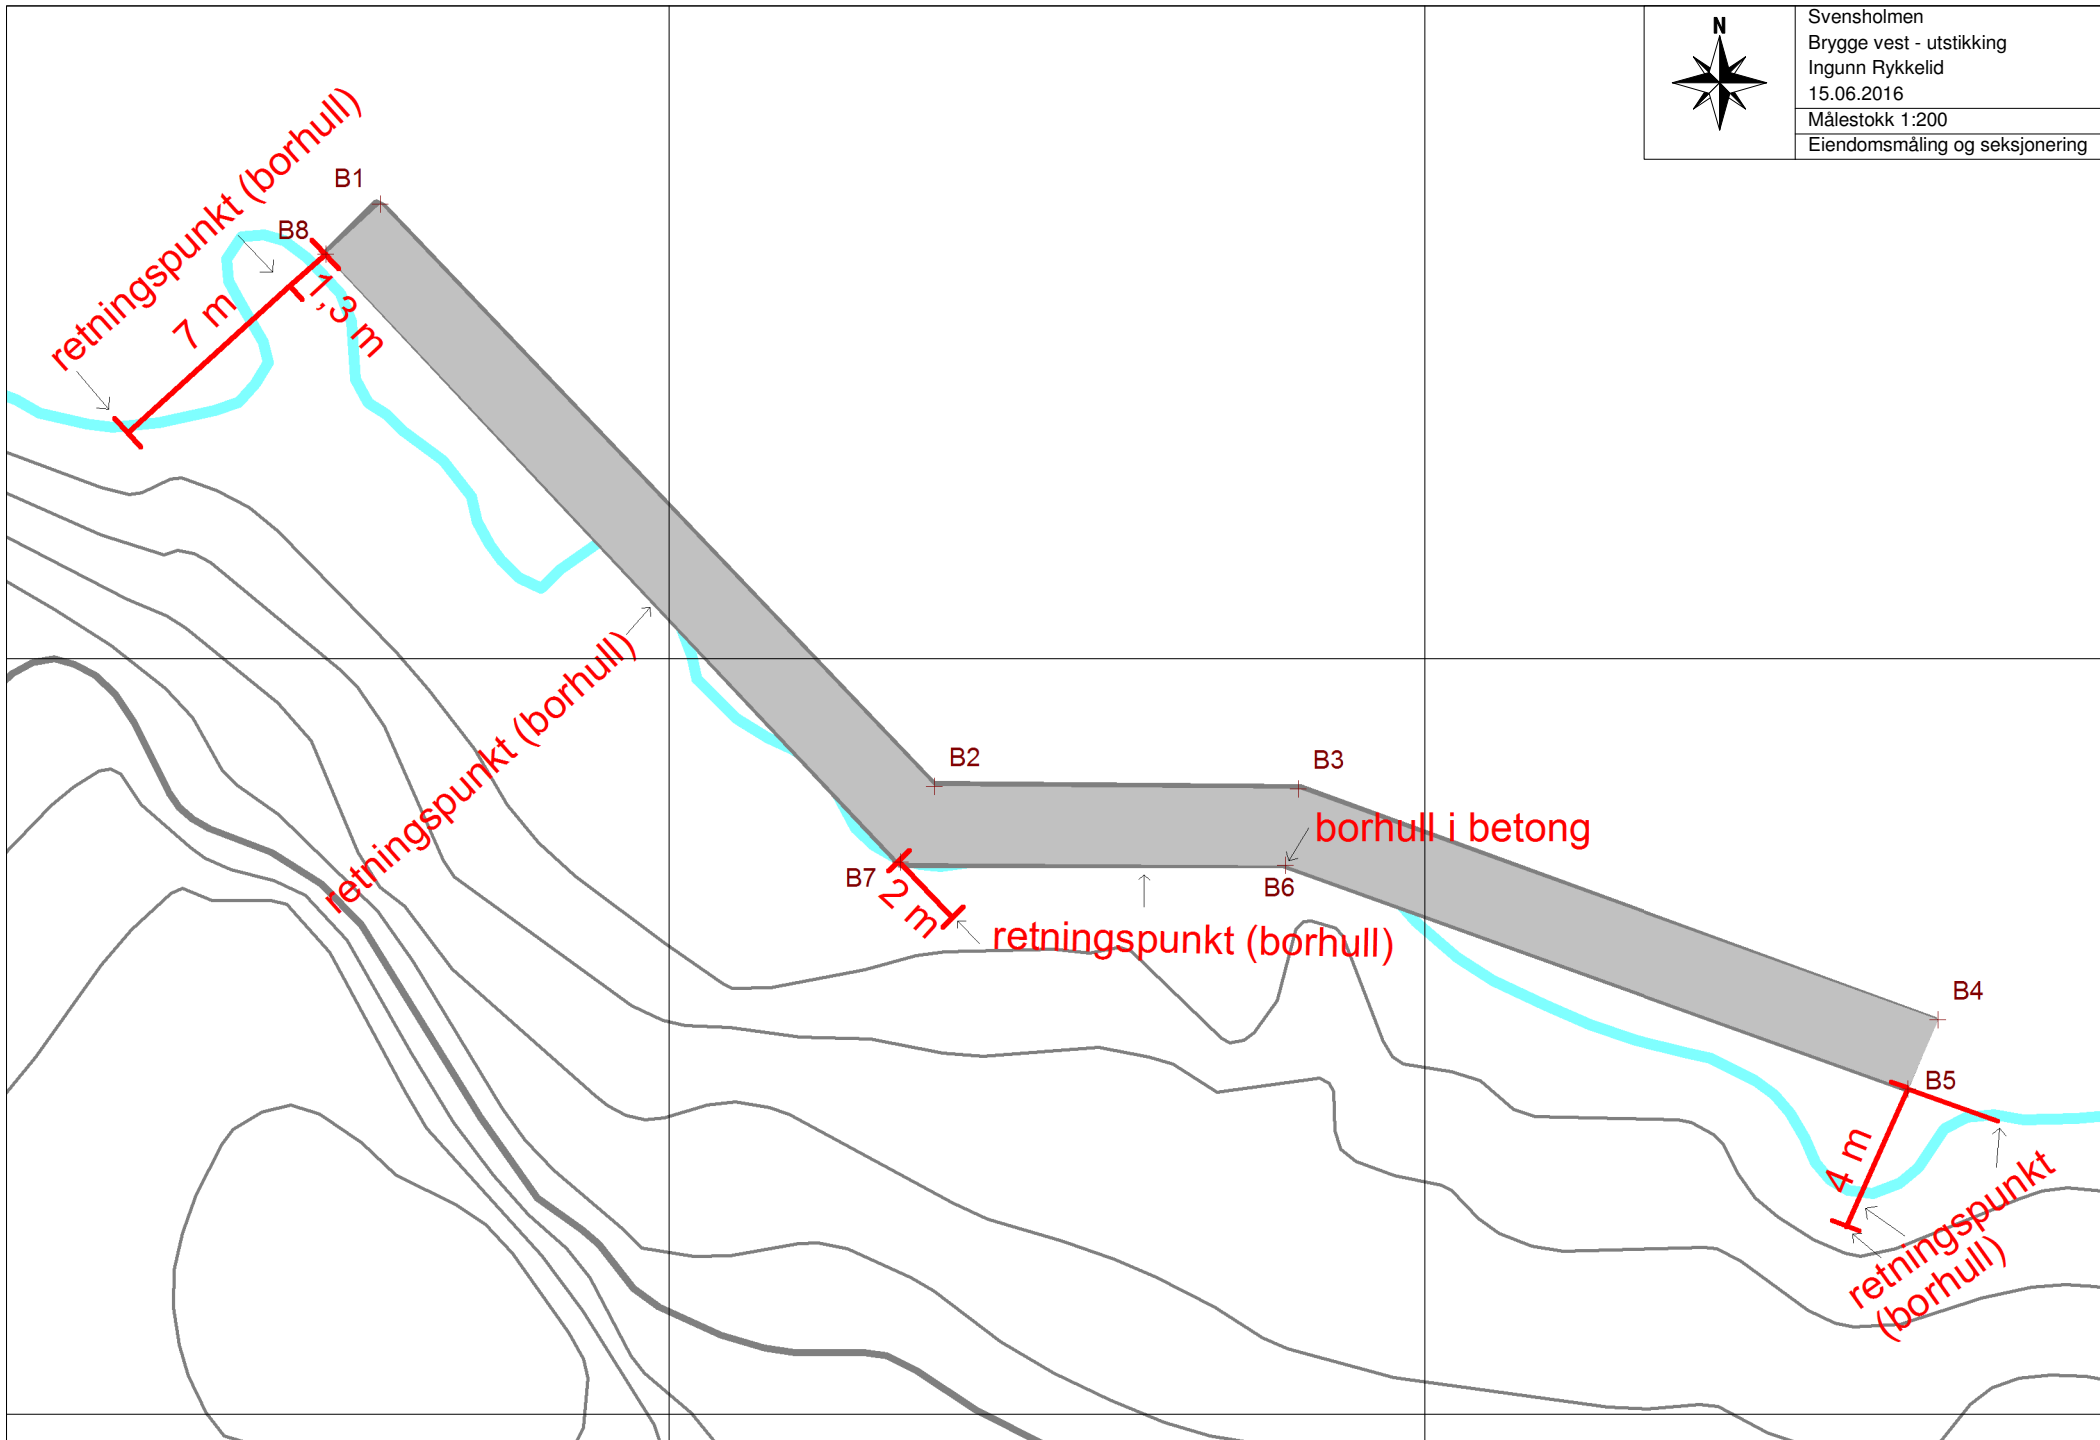 N
Svensholmen
Brygge vest - utstikking
Ingunn Rykkelid
15.06.2016
Målestokk 1:200
Eiendomsmåling og seksjonering
retningspunkt (borhull)
B1
B8
7 m
1,3 m
retningspunkt (borhull)
B2
B3
borhull i betong
B7
B6
2 m
retningspunkt (borhull)
B4
B5
4 m
retningspunkt
(borhull)